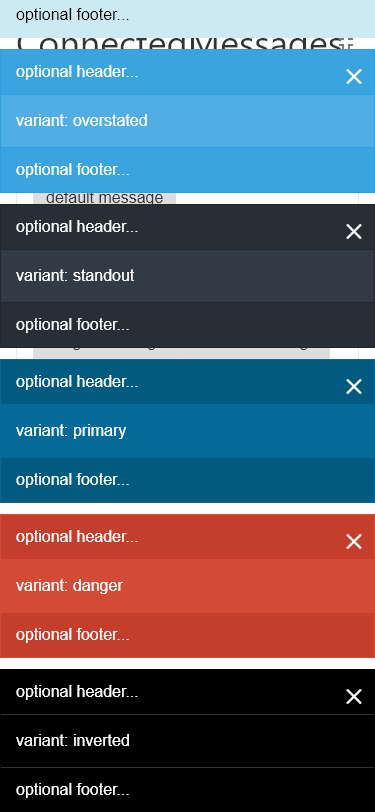 optional footer...
ConnectedMessages
optional header...
variant: overstated
optional footer...
default message
optional header...
variant: standout
optional footer...
optional header...
variant: primary
optional footer...
optional header...
variant: danger
optional footer...
optional header...
variant: inverted
optional footer...